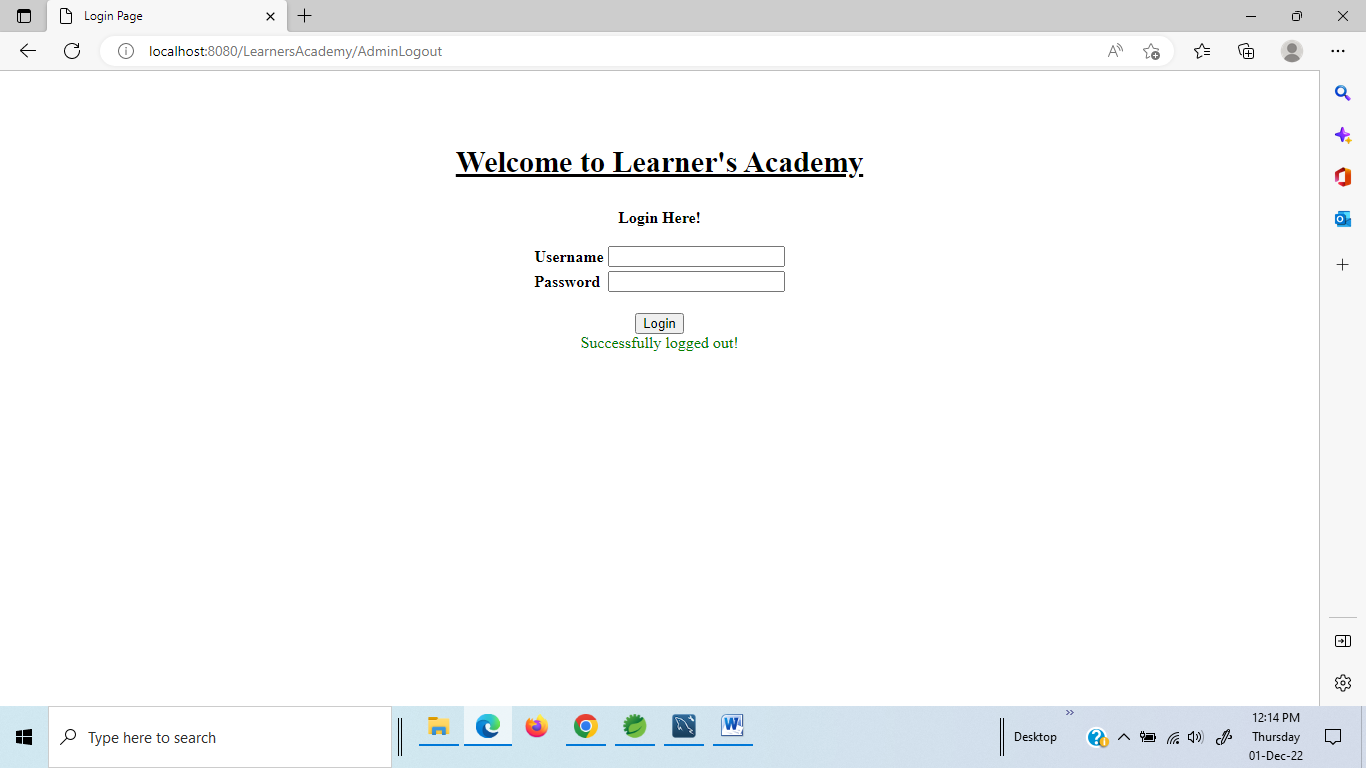 Login Page
localhost:8080/LearnersAcademy/AdminLogout
Welcome to Learner's Academy
Login Here!
Username
Password
Login
Successfully logged out!
Type here to search
Desktop
12:14 PM
Thursday
01-Dec-22